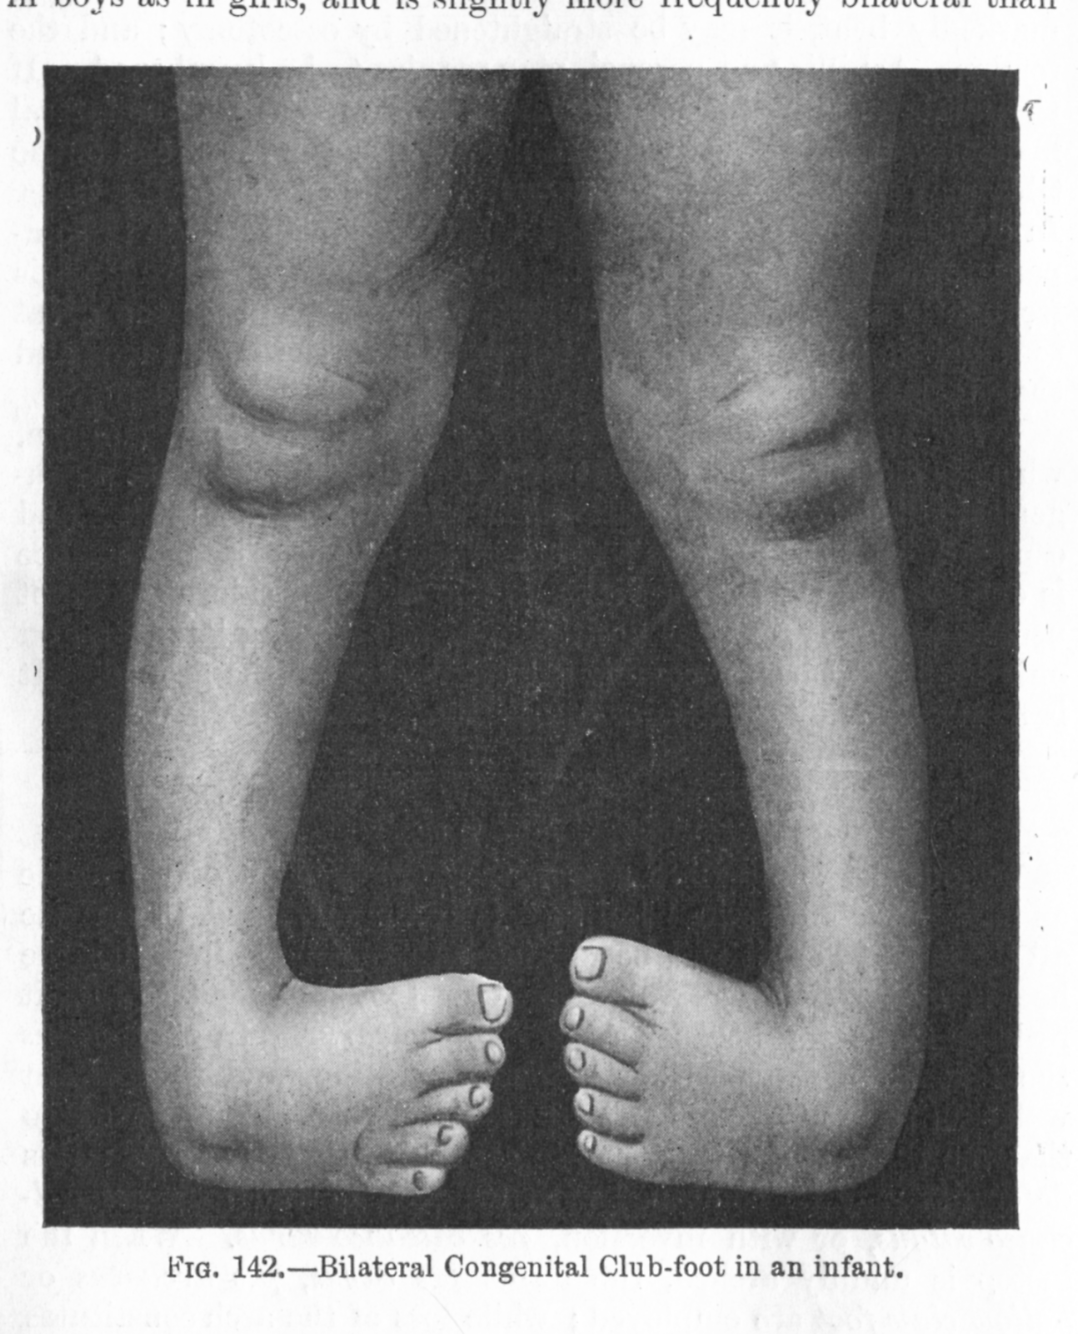 in boys as in girls, and is slightly more frequently bilateral than
FIG. 142.—Bilateral Congenital Club-foot in an infant.